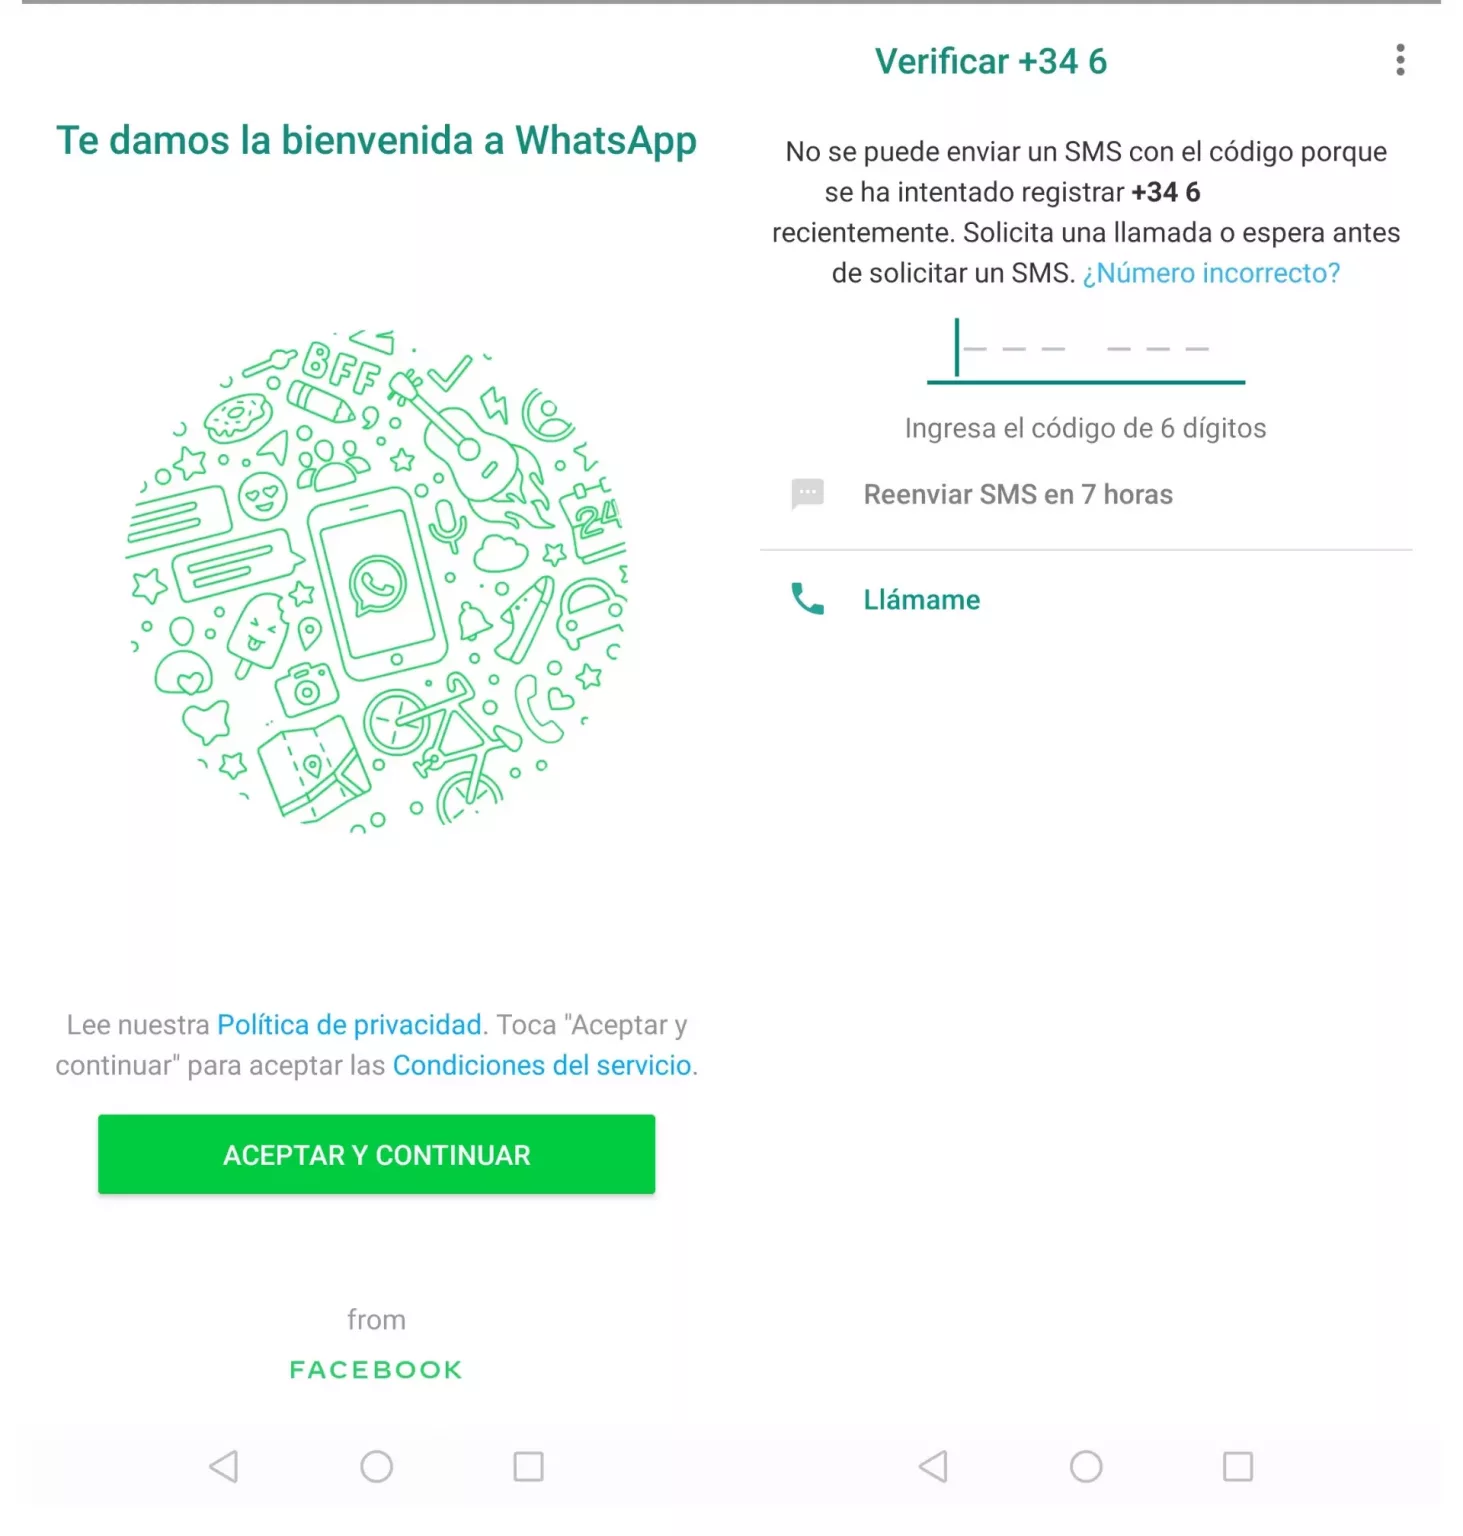 Te damos la bienvenida a WhatsApp
BFF
24
Lee nuestra Política de privacidad. Toca "Aceptar y
continuar" para aceptar las Condiciones del servicio.
ACEPTAR Y CONTINUAR
from
FACEBOOK
Verificar +34 6
No se puede enviar un SMS con el código porque
se ha intentado registrar +34 6
recientemente. Solicita una llamada o espera antes
de solicitar un SMS. ¿Número incorrecto?
Ingresa el código de 6 dígitos
Reenviar SMS en 7 horas
Llámame